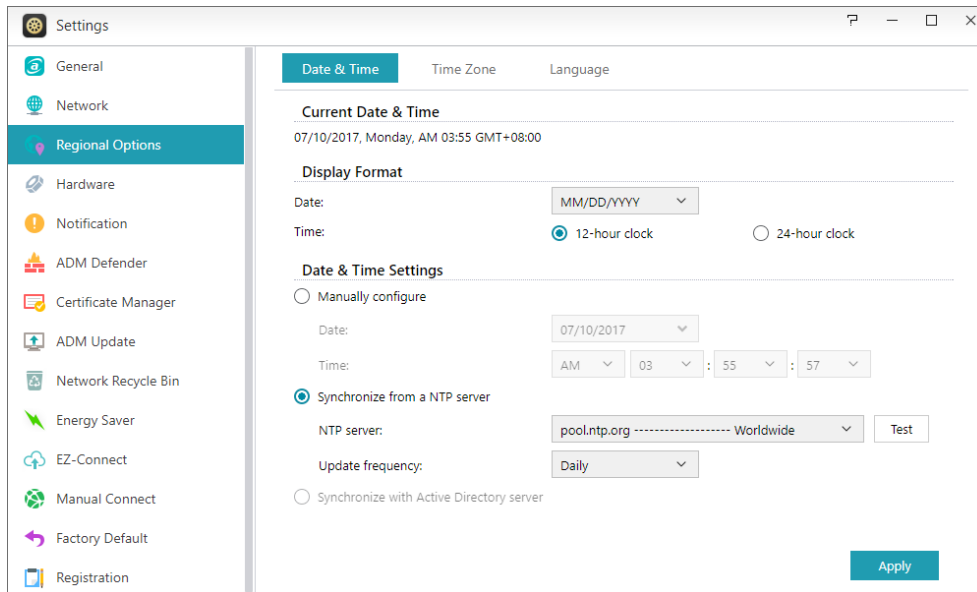 Settings
General
Network
Regional Options
Hardware
Notification
ADM Defender
Certificate Manager
ADM Update
Network Recycle Bin
Energy Saver
EZ-Connect
Manual Connect
Factory Default
Registration
Date & Time Time Zone Language
Current Date & Time
07/10/2017, Monday, AM 03:55 GMT+08:00
Display Format
Date: MM/DD/YYYY
Time: 12-hour clock 24-hour clock
Date & Time Settings
Manually configure
Date: 07/10/2017
Time: AM 03 : 55 : 57
Synchronize from a NTP server
NTP server: pool.ntp.org ------------------- Worldwide Test
Update frequency: Daily
Synchronize with Active Directory server
Apply